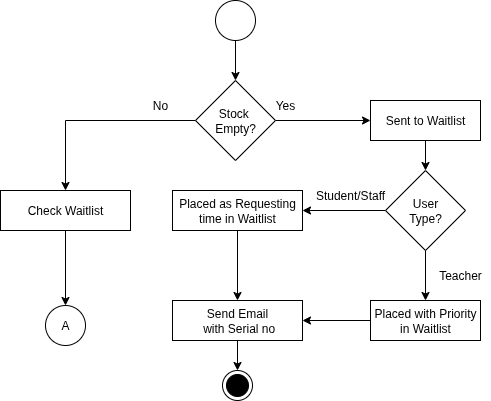 No
Yes
Stock
Empty?
Sent to Waitlist
Student/Staff
User
Type?
Check Waitlist
Placed as Requesting
time in Waitlist
Teacher
A
Send Email
with Serial no
Placed with Priority
in Waitlist